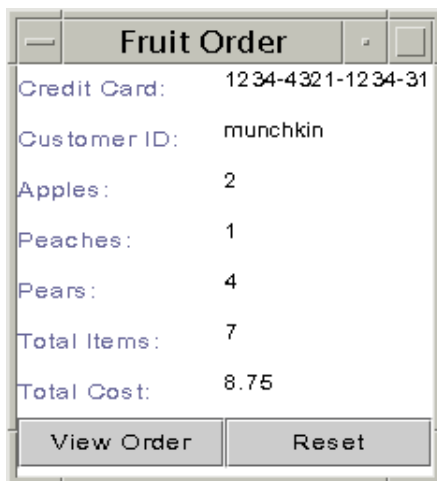 Fruit Order
Credit Card: 1234-4321-1234-31
Customer ID: munchkin
Apples: 2
Peaches: 1
Pears: 4
Total Items: 7
Total Cost: 8.75
View Order Reset